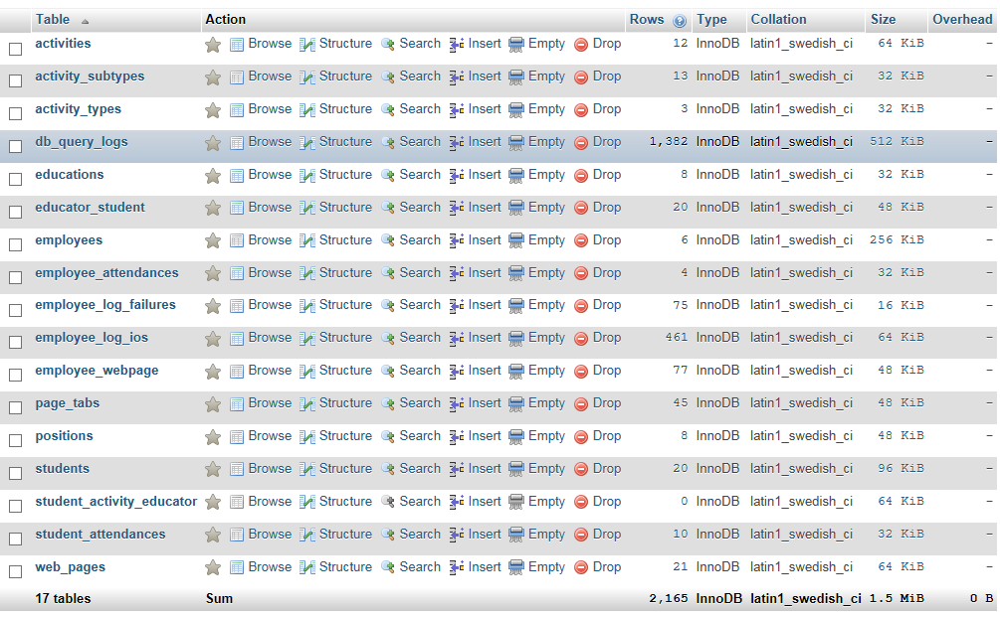 Table Action Rows Type Collation Size Overhead
activities Browse Structure Search Insert Empty Drop 12 InnoDB latin1_swedish_ci 64 KiB –
activity_subtypes Browse Structure Search Insert Empty Drop 13 InnoDB latin1_swedish_ci 32 KiB –
activity_types Browse Structure Search Insert Empty Drop 3 InnoDB latin1_swedish_ci 32 KiB –
db_query_logs Browse Structure Search Insert Empty Drop 1,382 InnoDB latin1_swedish_ci 512 KiB –
educations Browse Structure Search Insert Empty Drop 8 InnoDB latin1_swedish_ci 32 KiB –
educator_student Browse Structure Search Insert Empty Drop 20 InnoDB latin1_swedish_ci 48 KiB –
employees Browse Structure Search Insert Empty Drop 6 InnoDB latin1_swedish_ci 256 KiB –
employee_attendances Browse Structure Search Insert Empty Drop 4 InnoDB latin1_swedish_ci 32 KiB –
employee_log_failures Browse Structure Search Insert Empty Drop 75 InnoDB latin1_swedish_ci 16 KiB –
employee_log_ios Browse Structure Search Insert Empty Drop 461 InnoDB latin1_swedish_ci 64 KiB –
employee_webpage Browse Structure Search Insert Empty Drop 77 InnoDB latin1_swedish_ci 48 KiB –
page_tabs Browse Structure Search Insert Empty Drop 45 InnoDB latin1_swedish_ci 48 KiB –
positions Browse Structure Search Insert Empty Drop 8 InnoDB latin1_swedish_ci 48 KiB –
students Browse Structure Search Insert Empty Drop 20 InnoDB latin1_swedish_ci 96 KiB –
student_activity_educator Browse Structure Search Insert Empty Drop 0 InnoDB latin1_swedish_ci 64 KiB –
student_attendances Browse Structure Search Insert Empty Drop 10 InnoDB latin1_swedish_ci 32 KiB –
web_pages Browse Structure Search Insert Empty Drop 21 InnoDB latin1_swedish_ci 64 KiB –
17 tables Sum 2,165 InnoDB latin1_swedish_ci 1.5 MiB 0 B